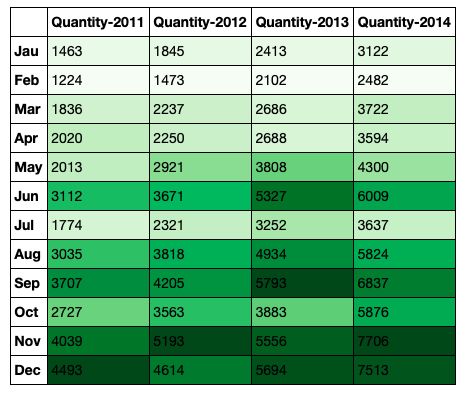 Quantity-2011 Quantity-2012 Quantity-2013 Quantity-2014
Jau 1463 1845 2413 3122
Feb 1224 1473 2102 2482
Mar 1836 2237 2686 3722
Apr 2020 2250 2688 3594
May 2013 2921 3808 4300
Jun 3112 3671 5327 6009
Jul 1774 2321 3252 3637
Aug 3035 3818 4934 5824
Sep 3707 4205 5793 6837
Oct 2727 3563 3883 5876
Nov 4039 5193 5556 7706
Dec 4493 4614 5694 7513